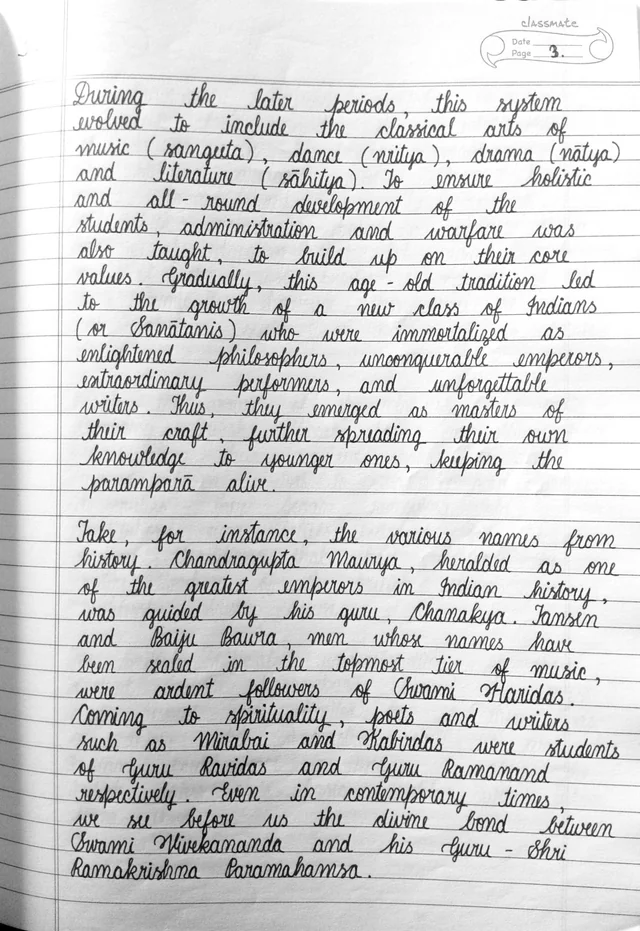 classmate
Date
Page 3.
During the later periods, this system
evolved to include the classical arts of
music (sangeeta), dance (nritya), drama (nātya)
and literature (sāhitya). To ensure holistic
and all-round development of the
students, administration and warfare was
also taught, to build up on their core
values. Gradually, this age-old tradition led
to the growth of a new class of Indians
(or Sanātanis) who were immortalized as
enlightened philosophers, unconquerable emperors,
extraordinary performers, and unforgettable
writers. Thus, they emerged as masters of
their craft, further spreading their own
knowledge to younger ones, keeping the
paramparā alive.
Take, for instance, the various names from
history. Chandragupta Maurya, heralded as one
of the greatest emperors in Indian history,
was guided by his guru, Chanakya. Tansen
and Baiju Bawra, men whose names have
been sealed in the topmost tier of music,
were ardent followers of Swami Haridas.
Coming to spirituality, poets and writers
such as Mirabai and Kabirdas were students
of Guru Ravidas and Guru Ramanand
respectively. Even in contemporary times,
we see before us the divine bond between
Swami Vivekananda and his Guru - Shri
Ramakrishna Paramahamsa.